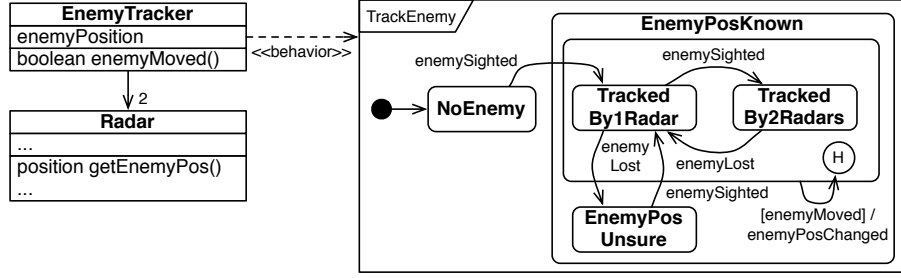 EnemyTracker
enemyPosition
boolean enemyMoved()
<<behavior>>
2
Radar
...
position getEnemyPos()
...
TrackEnemy
EnemyPosKnown
enemySighted
enemySighted
NoEnemy
Tracked
By1Radar
Tracked
By2Radars
enemy
Lost
enemyLost
H
enemySighted
EnemyPos
Unsure
[enemyMoved] /
enemyPosChanged